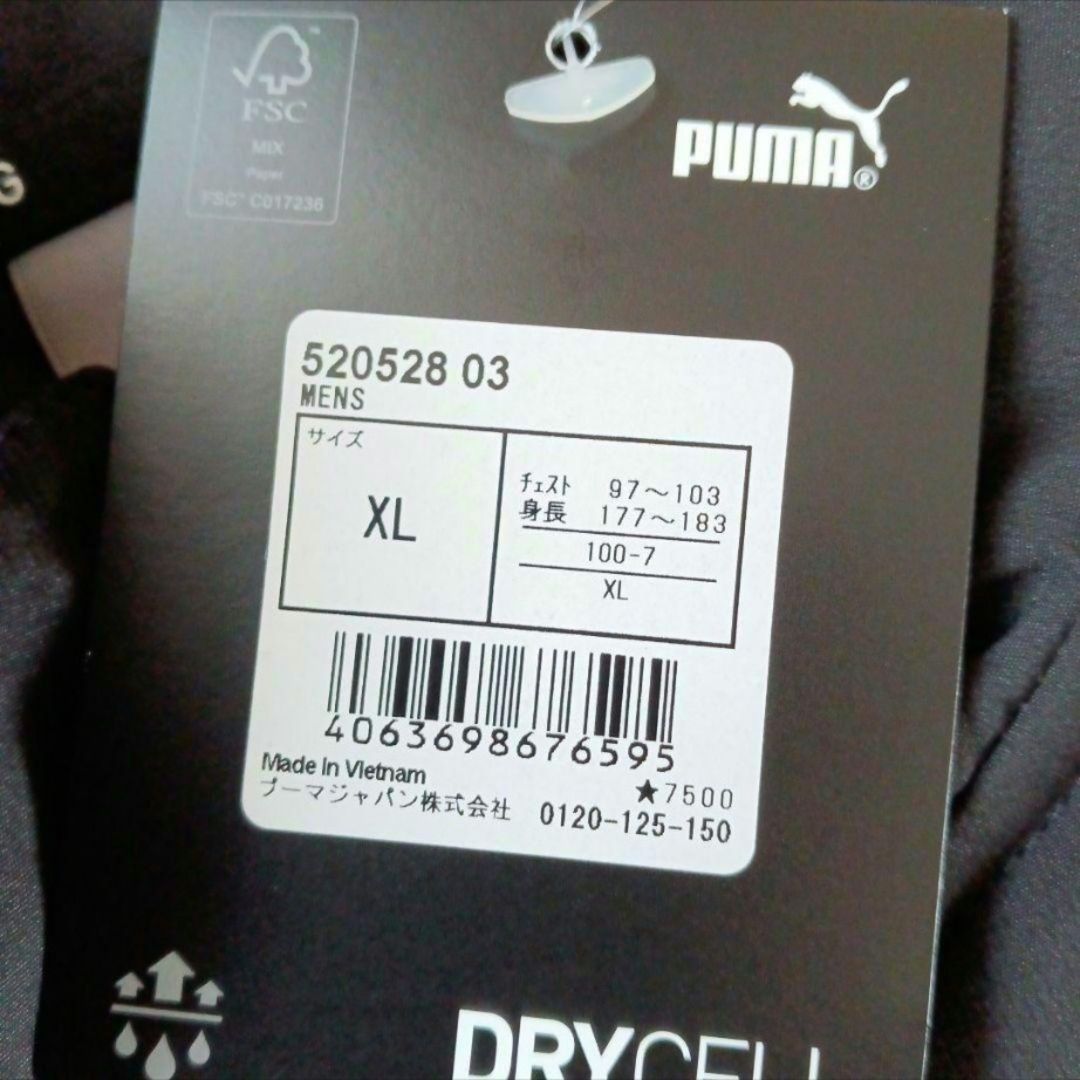 FSC
MIX
Paper
FSC™ C017236
G
PUMA®
520528 03
MENS
サイズ
XL
チェスト 97～103
身長 177～183
100-7
XL
4063698676595
Made in Vietnam
★7500
プーマジャパン株式会社 0120-125-150
DRYCELL